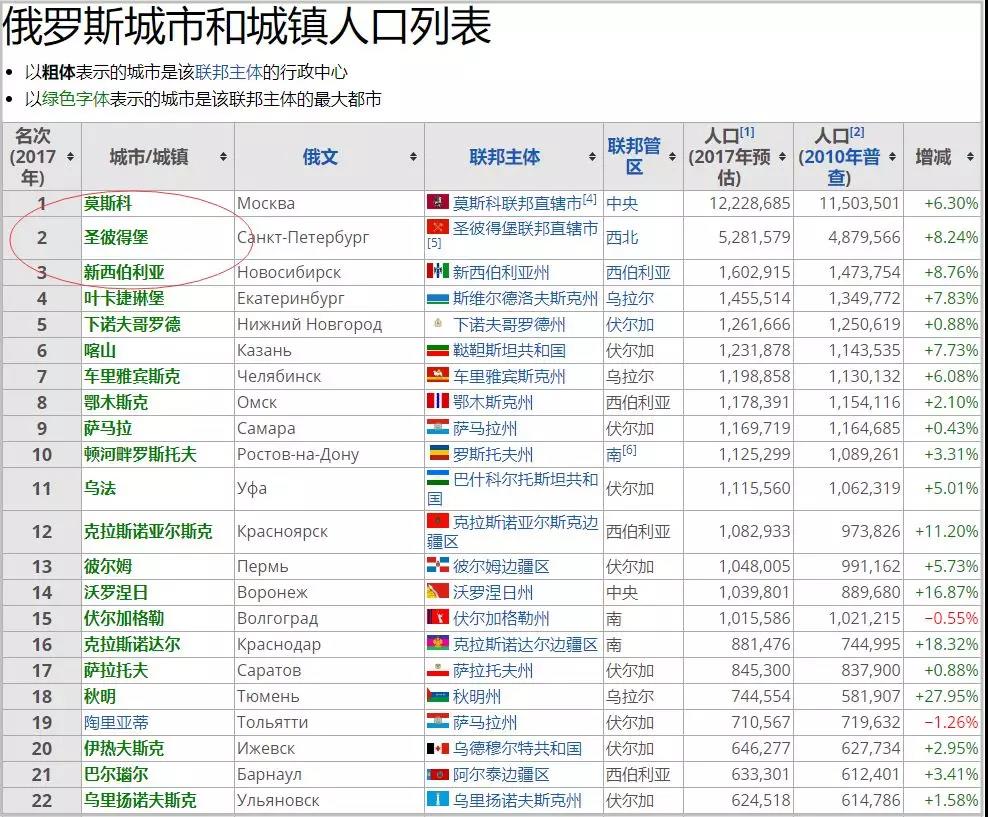 俄罗斯城市和城镇人口列表
• 以粗体表示的城市是该联邦主体的行政中心
• 以绿色字体表示的城市是该联邦主体的最大都市
名次(2017年) 城市/城镇 俄文 联邦主体 联邦管区 人口[1](2017年预估) 人口[2](2010年普查) 增减
1 莫斯科 Москва 莫斯科联邦直辖市[4] 中央 12,228,685 11,503,501 +6.30%
2 圣彼得堡 Санкт-Петербург 圣彼得堡联邦直辖市[5] 西北 5,281,579 4,879,566 +8.24%
3 新西伯利亚 Новосибирск 新西伯利亚州 西伯利亚 1,602,915 1,473,754 +8.76%
4 叶卡捷琳堡 Екатеринбург 斯维尔德洛夫斯克州 乌拉尔 1,455,514 1,349,772 +7.83%
5 下诺夫哥罗德 Нижний Новгород 下诺夫哥罗德州 伏尔加 1,261,666 1,250,619 +0.88%
6 喀山 Казань 鞑靼斯坦共和国 伏尔加 1,231,878 1,143,535 +7.73%
7 车里雅宾斯克 Челябинск 车里雅宾斯克州 乌拉尔 1,198,858 1,130,132 +6.08%
8 鄂木斯克 Омск 鄂木斯克州 西伯利亚 1,178,391 1,154,116 +2.10%
9 萨马拉 Самара 萨马拉州 伏尔加 1,169,719 1,164,685 +0.43%
10 顿河畔罗斯托夫 Ростов-на-Дону 罗斯托夫州 南[6] 1,125,299 1,089,261 +3.31%
11 乌法 Уфа 巴什科尔托斯坦共和国 伏尔加 1,115,560 1,062,319 +5.01%
12 克拉斯诺亚尔斯克 Красноярск 克拉斯诺亚尔斯克边疆区 西伯利亚 1,082,933 973,826 +11.20%
13 彼尔姆 Пермь 彼尔姆边疆区 伏尔加 1,048,005 991,162 +5.73%
14 沃罗涅日 Воронеж 沃罗涅日州 中央 1,039,801 889,680 +16.87%
15 伏尔加格勒 Волгоград 伏尔加格勒州 南 1,015,586 1,021,215 −0.55%
16 克拉斯诺达尔 Краснодар 克拉斯诺达尔边疆区 南 881,476 744,995 +18.32%
17 萨拉托夫 Саратов 萨拉托夫州 伏尔加 845,300 837,900 +0.88%
18 秋明 Тюмень 秋明州 乌拉尔 744,554 581,907 +27.95%
19 陶里亚蒂 Тольятти 萨马拉州 伏尔加 710,567 719,632 −1.26%
20 伊热夫斯克 Ижевск 乌德穆尔特共和国 伏尔加 646,277 627,734 +2.95%
21 巴尔瑙尔 Барнаул 阿尔泰边疆区 西伯利亚 633,301 612,401 +3.41%
22 乌里扬诺夫斯克 Ульяновск 乌里扬诺夫斯克州 伏尔加 624,518 614,786 +1.58%